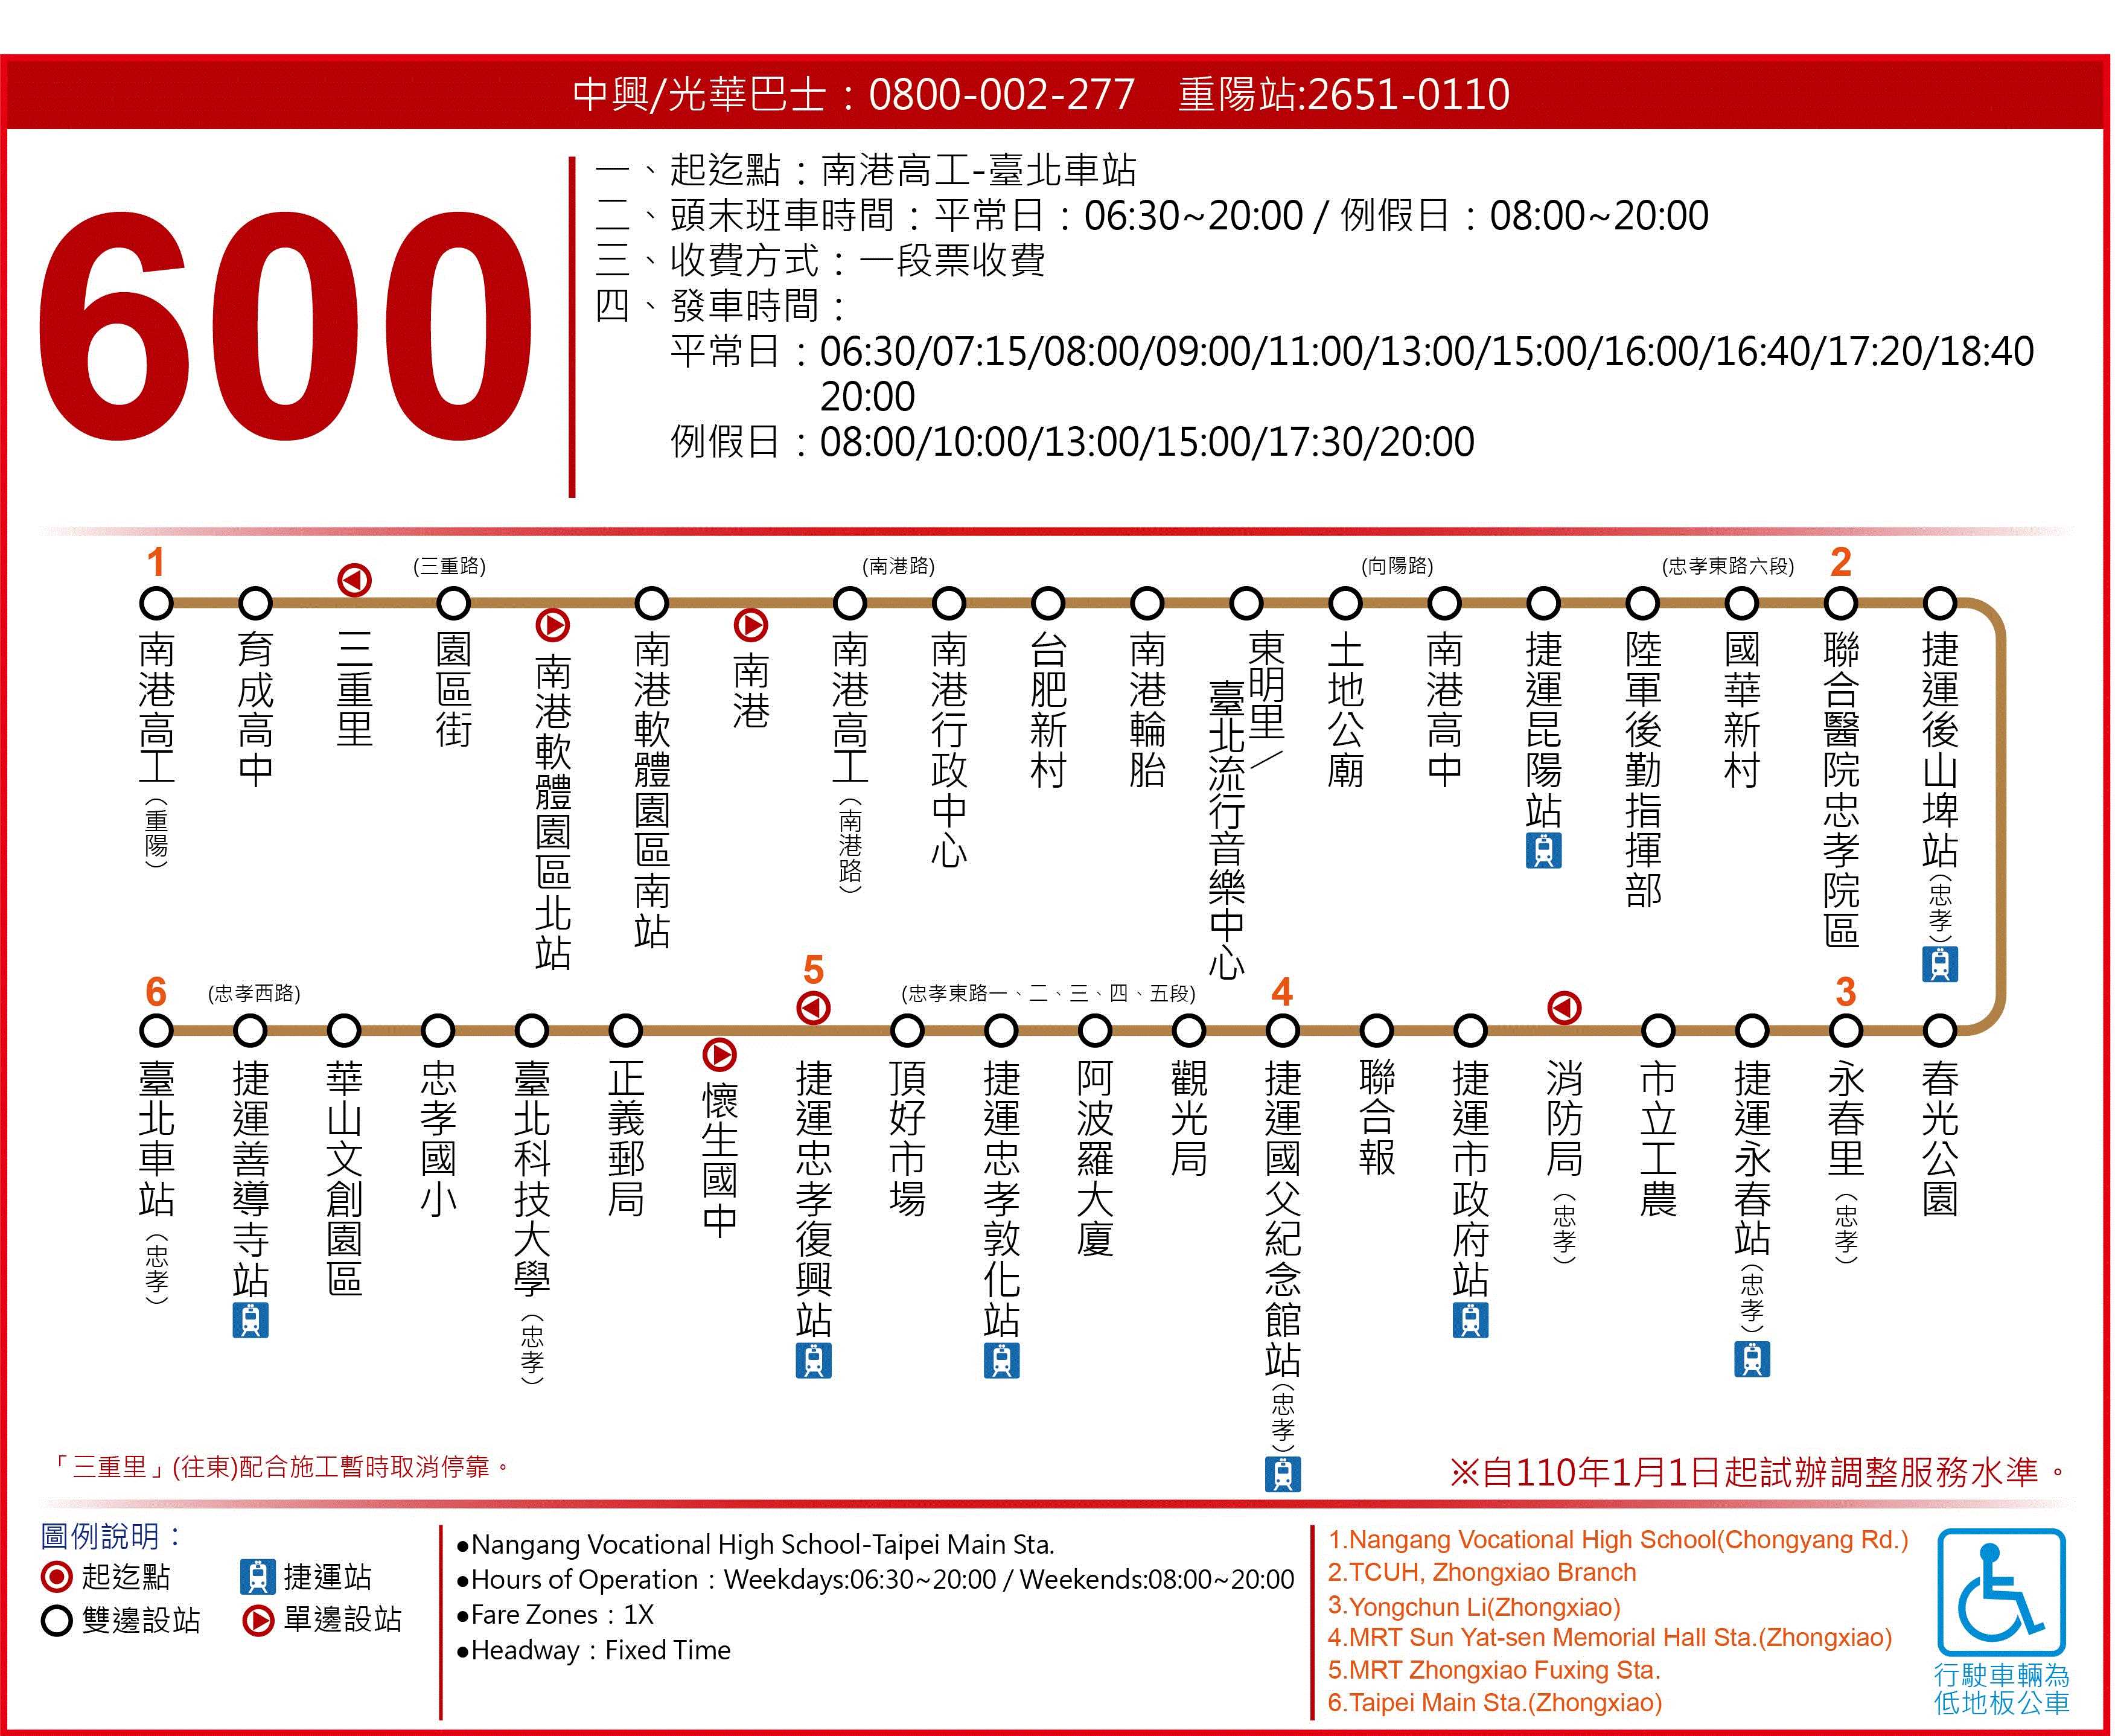 中興/光華巴士：0800-002-277　重陽站:2651-0110
600
一、起迄點：南港高工-臺北車站
二、頭末班車時間：平常日：06:30~20:00 / 例假日：08:00~20:00
三、收費方式：一段票收費
四、發車時間：
平常日：06:30/07:15/08:00/09:00/11:00/13:00/15:00/16:00/16:40/17:20/18:40
20:00
例假日：08:00/10:00/13:00/15:00/17:30/20:00
1
(三重路)
(南港路)
(向陽路)
(忠孝東路六段)
2
南港高工（重陽）
育成高中
三重里
園區街
南港軟體園區北站
南港軟體園區南站
南港
南港高工（南港路）
南港行政中心
台肥新村
南港輪胎
東明里／
臺北流行音樂中心
土地公廟
南港高中
捷運昆陽站
陸軍後勤指揮部
國華新村
聯合醫院忠孝院區
捷運後山埤站（忠孝）
6
(忠孝西路)
5
(忠孝東路一、二、三、四、五段)
4
3
臺北車站（忠孝）
捷運善導寺站
華山文創園區
忠孝國小
臺北科技大學（忠孝）
正義郵局
懷生國中
捷運忠孝復興站
頂好市場
捷運忠孝敦化站
阿波羅大廈
觀光局
捷運國父紀念館站（忠孝）
聯合報
捷運市政府站
消防局（忠孝）
市立工農
捷運永春站（忠孝）
永春里（忠孝）
春光公園
「三重里」(往東)配合施工暫時取消停靠。
※自110年1月1日起試辦調整服務水準。
圖例說明：
起迄點
捷運站
雙邊設站
單邊設站
●Nangang Vocational High School-Taipei Main Sta.
●Hours of Operation：Weekdays:06:30~20:00 / Weekends:08:00~20:00
●Fare Zones：1X
●Headway：Fixed Time
1.Nangang Vocational High School(Chongyang Rd.)
2.TCUH, Zhongxiao Branch
3.Yongchun Li(Zhongxiao)
4.MRT Sun Yat-sen Memorial Hall Sta.(Zhongxiao)
5.MRT Zhongxiao Fuxing Sta.
6.Taipei Main Sta.(Zhongxiao)
行駛車輛為
低地板公車